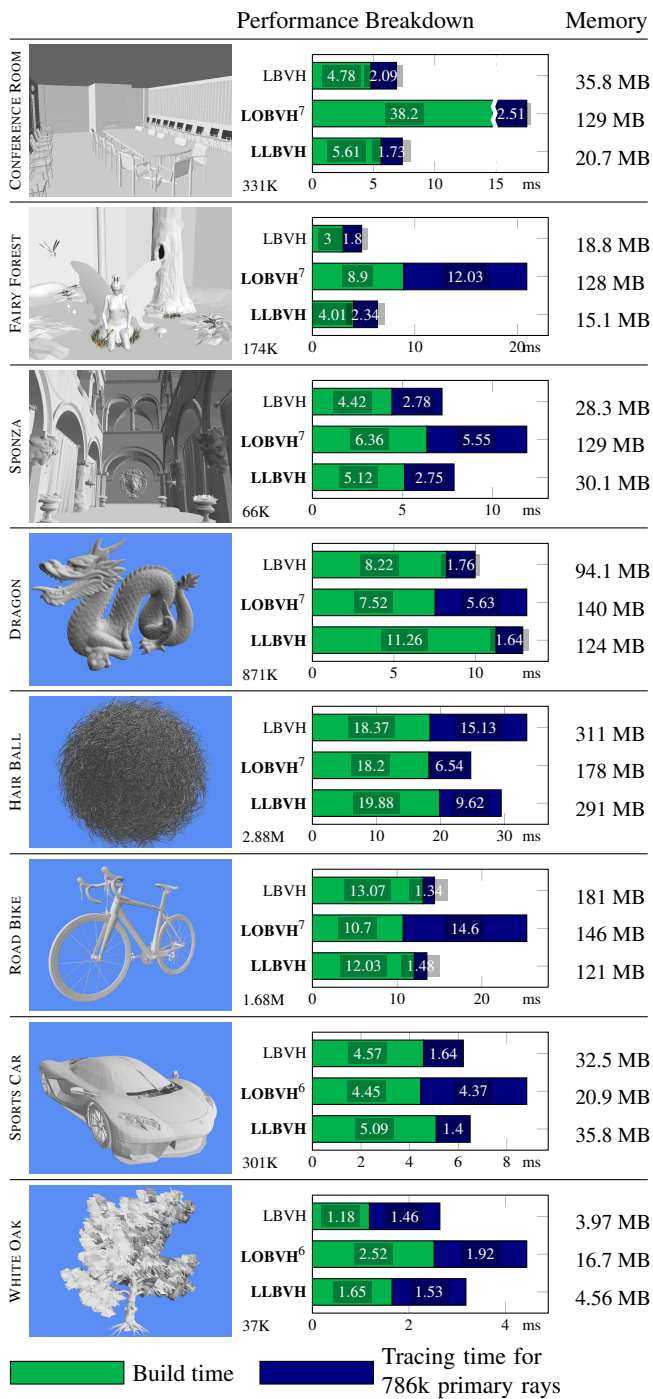 Performance Breakdown Memory
CONFERENCE ROOM
LBVH 4.78 2.09 35.8 MB
LOBVH⁷ 38.2 2.51 129 MB
LLBVH 5.61 1.73 20.7 MB
331K 0 5 10 15 ms
FAIRY FOREST
LBVH 3 1.8 18.8 MB
LOBVH⁷ 8.9 12.03 128 MB
LLBVH 4.01 2.34 15.1 MB
174K 0 10 20 ms
SPONZA
LBVH 4.42 2.78 28.3 MB
LOBVH⁷ 6.36 5.55 129 MB
LLBVH 5.12 2.75 30.1 MB
66K 0 5 10 ms
DRAGON
LBVH 8.22 1.76 94.1 MB
LOBVH⁷ 7.52 5.63 140 MB
LLBVH 11.26 1.64 124 MB
871K 0 5 10 ms
HAIR BALL
LBVH 18.37 15.13 311 MB
LOBVH⁷ 18.2 6.54 178 MB
LLBVH 19.88 9.62 291 MB
2.88M 0 10 20 30 ms
ROAD BIKE
LBVH 13.07 1.34 181 MB
LOBVH⁷ 10.7 14.6 146 MB
LLBVH 12.03 1.48 121 MB
1.68M 0 10 20 ms
SPORTS CAR
LBVH 4.57 1.64 32.5 MB
LOBVH⁶ 4.45 4.37 20.9 MB
LLBVH 5.09 1.4 35.8 MB
301K 0 2 4 6 8 ms
WHITE OAK
LBVH 1.18 1.46 3.97 MB
LOBVH⁶ 2.52 1.92 16.7 MB
LLBVH 1.65 1.53 4.56 MB
37K 0 2 4 ms
Build time
Tracing time for
786k primary rays